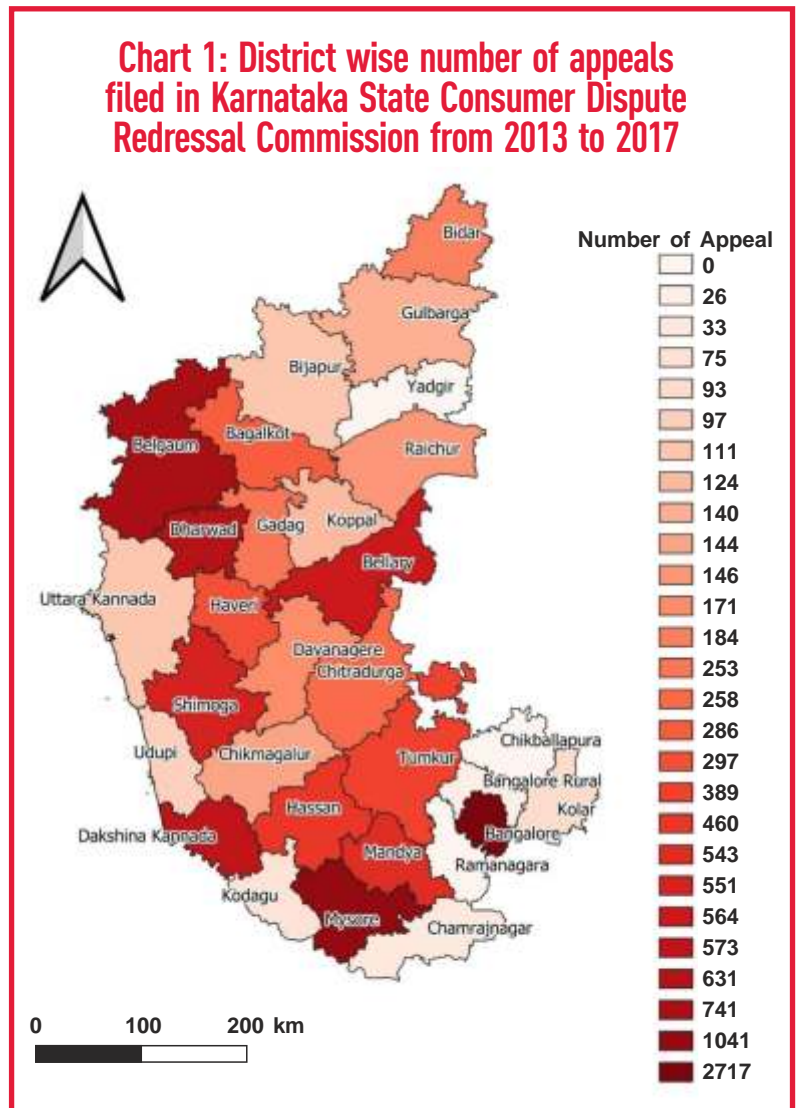 Chart 1: District wise number of appeals
filed in Karnataka State Consumer Dispute
Redressal Commission from 2013 to 2017
Bidar
Gulbarga
Bijapur
Yadgir
Bagalkot
Belgaum
Raichur
Dharwad
Gadag
Koppal
Bellary
Uttara Kannada
Haveri
Davanagere
Chitradurga
Shimoga
Udupi
Chikmagalur
Tumkur
Chikballapura
Bangalore Rural
Kolar
Hassan
Dakshina Kannada
Bangalore
Mandya
Ramanagara
Kodagu
Mysore
Chamrajnagar
0 100 200 km
Number of Appeal
0
26
33
75
93
97
111
124
140
144
146
171
184
253
258
286
297
389
460
543
551
564
573
631
741
1041
2717